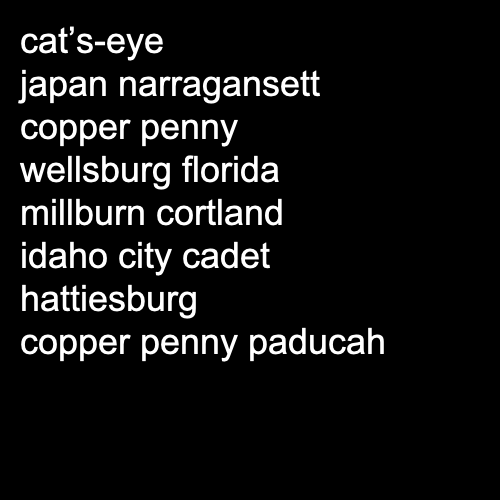 cat’s-eye
japan narragansett
copper penny
wellsburg florida
millburn cortland
idaho city cadet
hattiesburg
copper penny paducah